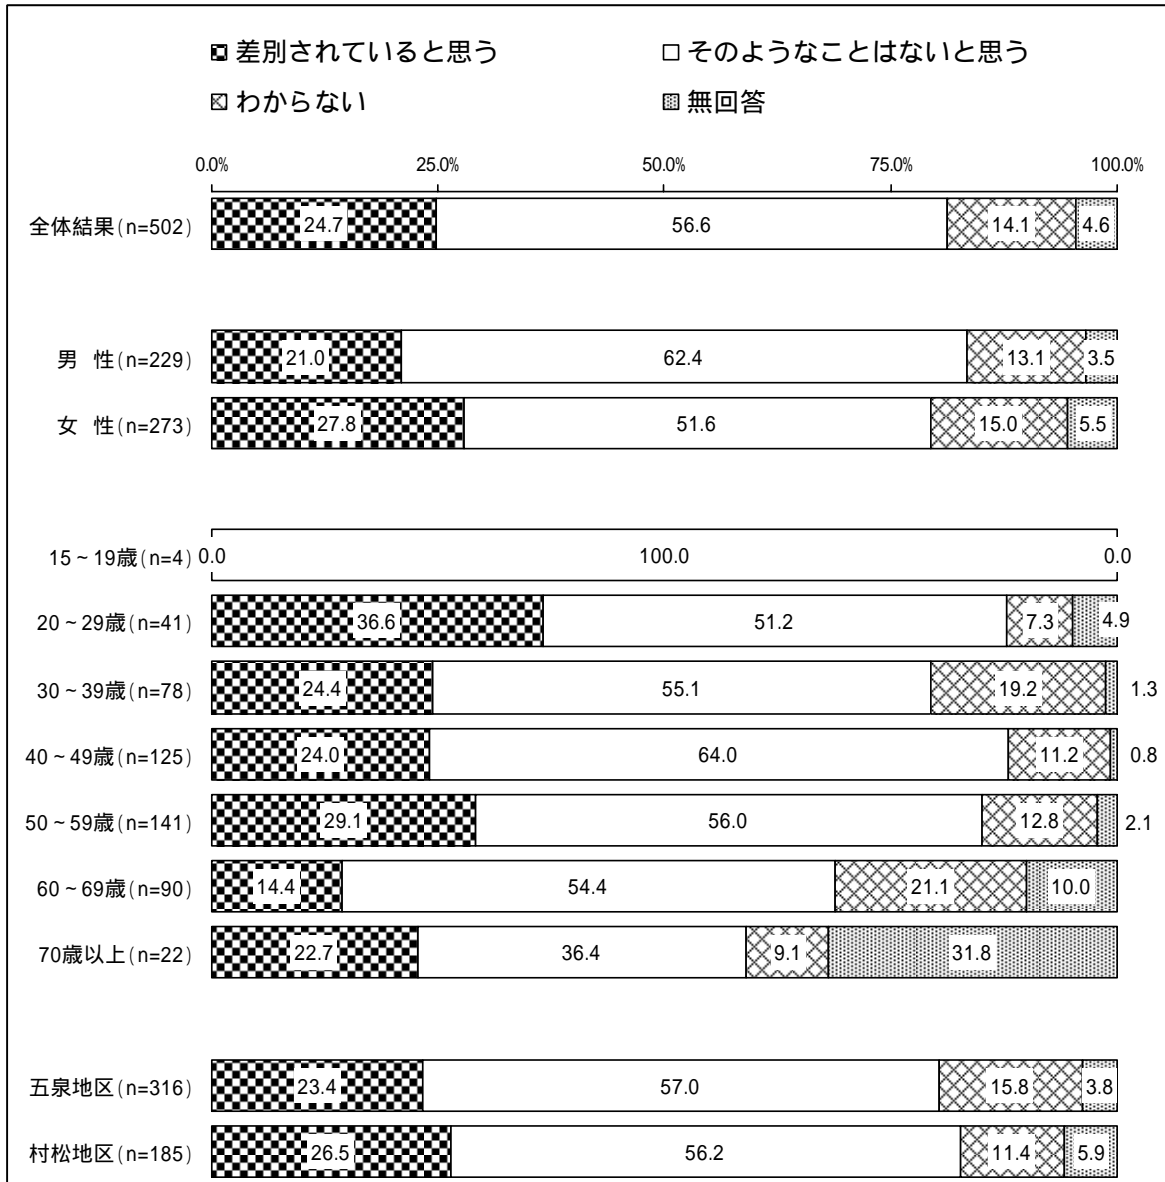 差別されていると思う そのようなことはないと思う
わからない 無回答
0.0% 25.0% 50.0% 75.0% 100.0%
全体結果(n=502) 24.7 56.6 14.1 4.6
男 性(n=229) 21.0 62.4 13.1 3.5
女 性(n=273) 27.8 51.6 15.0 5.5
15~19歳(n=4) 0.0 100.0 0.0
20~29歳(n=41) 36.6 51.2 7.3 4.9
30~39歳(n=78) 24.4 55.1 19.2 1.3
40~49歳(n=125) 24.0 64.0 11.2 0.8
50~59歳(n=141) 29.1 56.0 12.8 2.1
60~69歳(n=90) 14.4 54.4 21.1 10.0
70歳以上(n=22) 22.7 36.4 9.1 31.8
五泉地区(n=316) 23.4 57.0 15.8 3.8
村松地区(n=185) 26.5 56.2 11.4 5.9